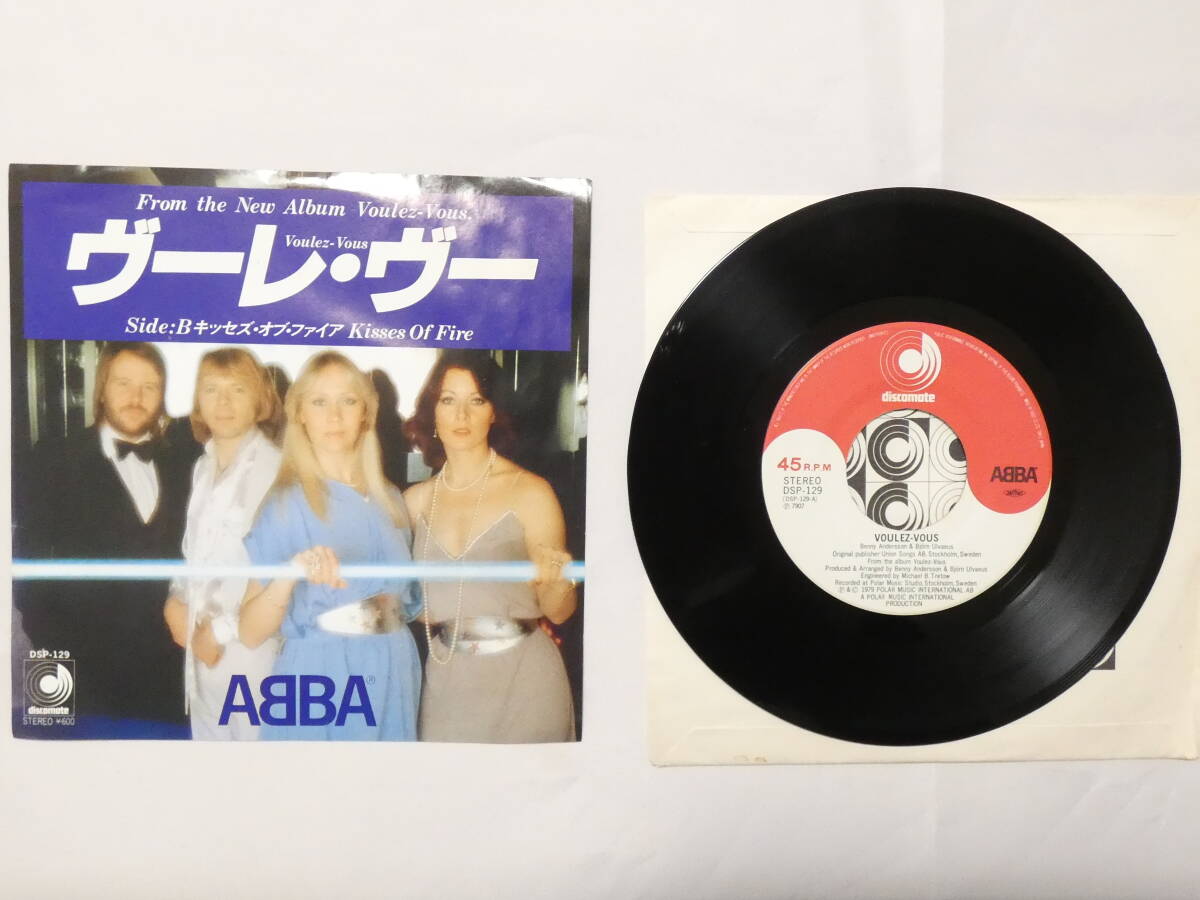 From the New Album Voulez-Vous.
Voulez-Vous
ヴーレ・ヴー
Side:B キッセズ・オブ・ファイア Kisses Of Fire
DSP-129
discomate
STEREO ¥600
ABBA®
discomate
45 R.P.M
STEREO
DSP-129
(DSP-129-A)
Ⓟ 7907
ABBA
VOULEZ-VOUS
Benny Andersson & Björn Ulvaeus
Original publisher Union Songs AB, Stockholm, Sweden
From the album Voulez-Vous
Produced & Arranged by Benny Andersson & Björn Ulvaeus
Engineered by Michael B. Tretow
Recorded at Polar Music Studio, Stockholm, Sweden
Ⓟ & © 1979 POLAR MUSIC INTERNATIONAL AB
A POLAR MUSIC INTERNATIONAL
PRODUCTION